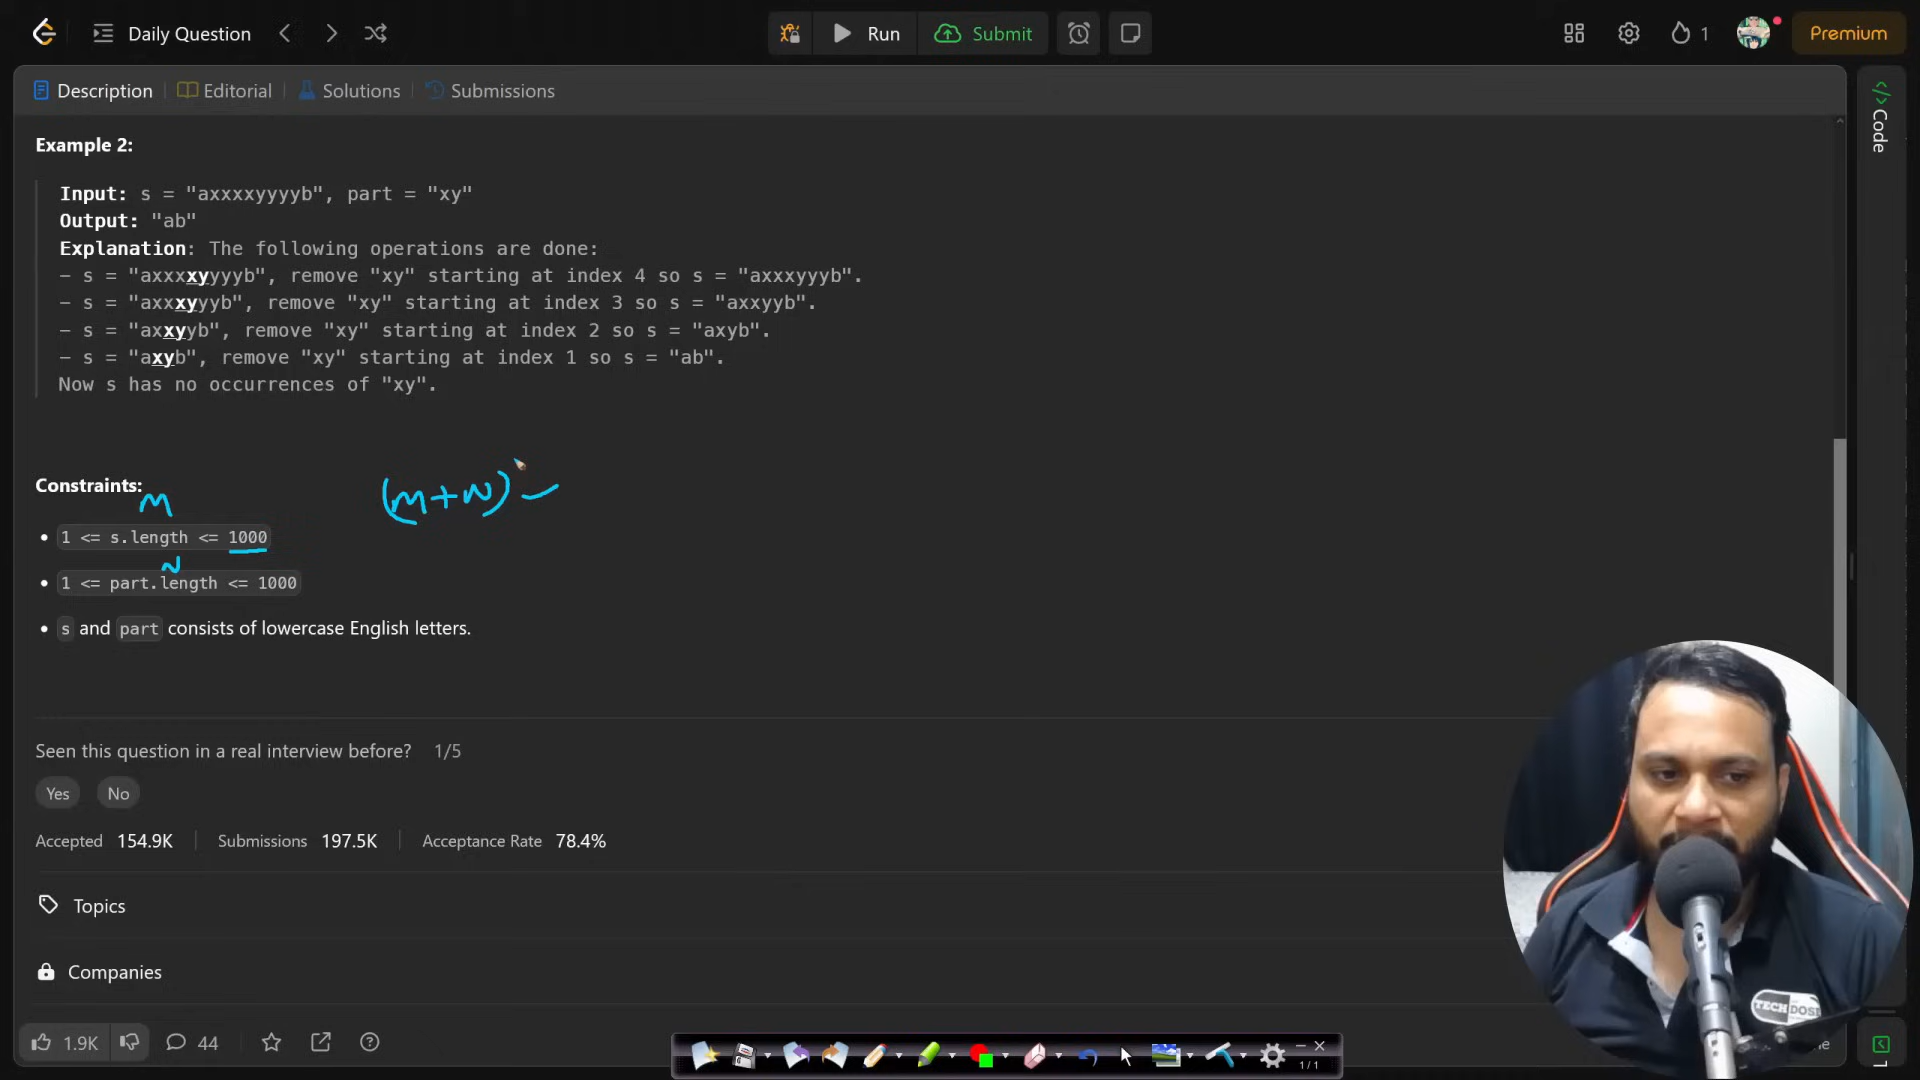 Daily Question
Run
Submit
1
Premium
Description
Editorial
Solutions
Submissions
Code
Example 2:
Input: s = "axxxxyyyyb", part = "xy"
Output: "ab"
Explanation: The following operations are done:
- s = "axxxxyyyyb", remove "xy" starting at index 4 so s = "axxxyyyb".
- s = "axxxyyyb", remove "xy" starting at index 3 so s = "axxyyb".
- s = "axxyyb", remove "xy" starting at index 2 so s = "axyb".
- s = "axyb", remove "xy" starting at index 1 so s = "ab".
Now s has no occurrences of "xy".
Constraints:
M
(M+N)
1 <= s.length <= 1000
N
1 <= part.length <= 1000
s and part consists of lowercase English letters.
Seen this question in a real interview before? 1/5
Yes
No
Accepted 154.9K
Submissions 197.5K
Acceptance Rate 78.4%
Topics
Companies
TECH DOSE
1.9K
44
1/1